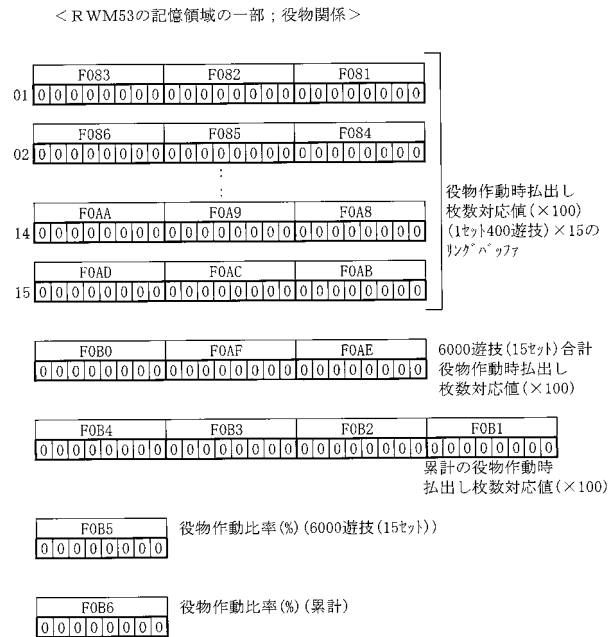 ＜ＲＷＭ53の記憶領域の一部；役物関係＞
F083 F082 F081
01 0 0 0 0 0 0 0 0 0 0 0 0 0 0 0 0 0 0 0 0 0 0 0 0
F086 F085 F084
02 0 0 0 0 0 0 0 0 0 0 0 0 0 0 0 0 0 0 0 0 0 0 0 0
:
:
F0AA F0A9 F0A8
14 0 0 0 0 0 0 0 0 0 0 0 0 0 0 0 0 0 0 0 0 0 0 0 0
F0AD F0AC F0AB
15 0 0 0 0 0 0 0 0 0 0 0 0 0 0 0 0 0 0 0 0 0 0 0 0
役物作動時払出し
枚数対応値(×100)
(1ｾｯﾄ400遊技)×15の
ﾘﾝｸﾞﾊﾞｯﾌｧ
F0B0 F0AF F0AE
0 0 0 0 0 0 0 0 0 0 0 0 0 0 0 0 0 0 0 0 0 0 0 0
6000遊技(15ｾｯﾄ)合計
役物作動時払出し
枚数対応値(×100)
F0B4 F0B3 F0B2 F0B1
0 0 0 0 0 0 0 0 0 0 0 0 0 0 0 0 0 0 0 0 0 0 0 0 0 0 0 0 0 0 0 0
累計の役物作動時
払出し枚数対応値(×100)
F0B5
0 0 0 0 0 0 0 0
役物作動比率(%)(6000遊技(15ｾｯﾄ))
F0B6
0 0 0 0 0 0 0 0
役物作動比率(%)(累計)